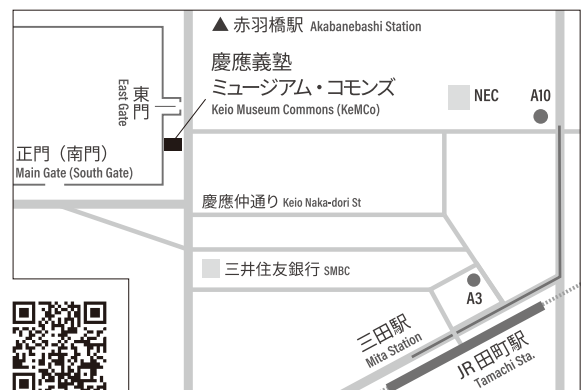 ▲ 赤羽橋駅 Akabanebashi Station
慶應義塾
ミュージアム・コモンズ
Keio Museum Commons (KeMCo)
NEC
A10
東門
East Gate
正門（南門）
Main Gate (South Gate)
慶應仲通り Keio Naka-dori St
三井住友銀行 SMBC
A3
三田駅
Mita Station
JR田町駅
Tamachi Sta.